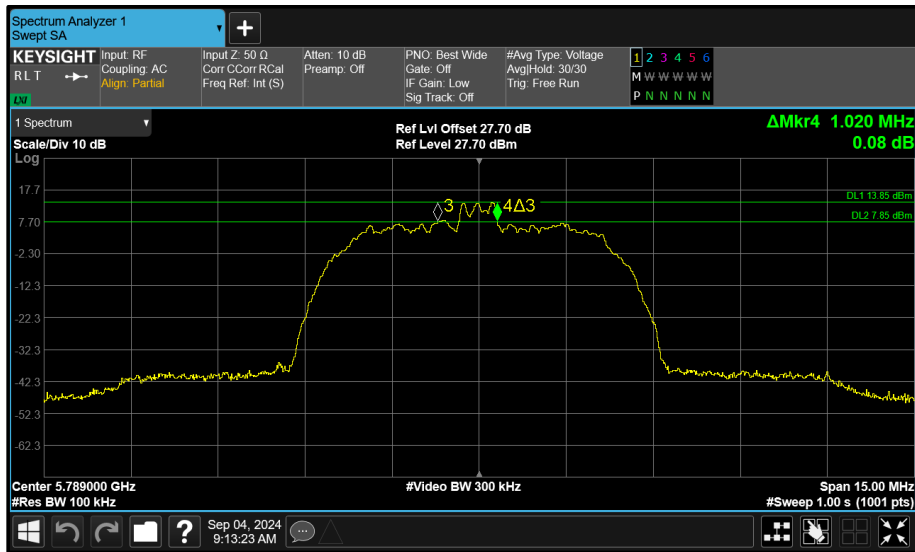 Spectrum Analyzer 1
Swept SA
+
KEYSIGHT
RLT
LXI
Input: RF
Coupling: AC
Align: Partial
Input Z: 50 Ω
Corr CCorr RCal
Freq Ref: Int (S)
Atten: 10 dB
Preamp: Off
PNO: Best Wide
Gate: Off
IF Gain: Low
Sig Track: Off
#Avg Type: Voltage
Avg|Hold: 30/30
Trig: Free Run
1 2 3 4 5 6
M W W W W W
P N N N N N
1 Spectrum
Scale/Div 10 dB
Ref Lvl Offset 27.70 dB
Ref Level 27.70 dBm
ΔMkr4 1.020 MHz
0.08 dB
Log
17.7
7.70
-2.30
-12.3
-22.3
-32.3
-42.3
-52.3
-62.3
3
4Δ3
DL1 13.85 dBm
DL2 7.85 dBm
Center 5.789000 GHz
#Video BW 300 kHz
Span 15.00 MHz
#Res BW 100 kHz
#Sweep 1.00 s (1001 pts)
?
Sep 04, 2024
9:13:23 AM